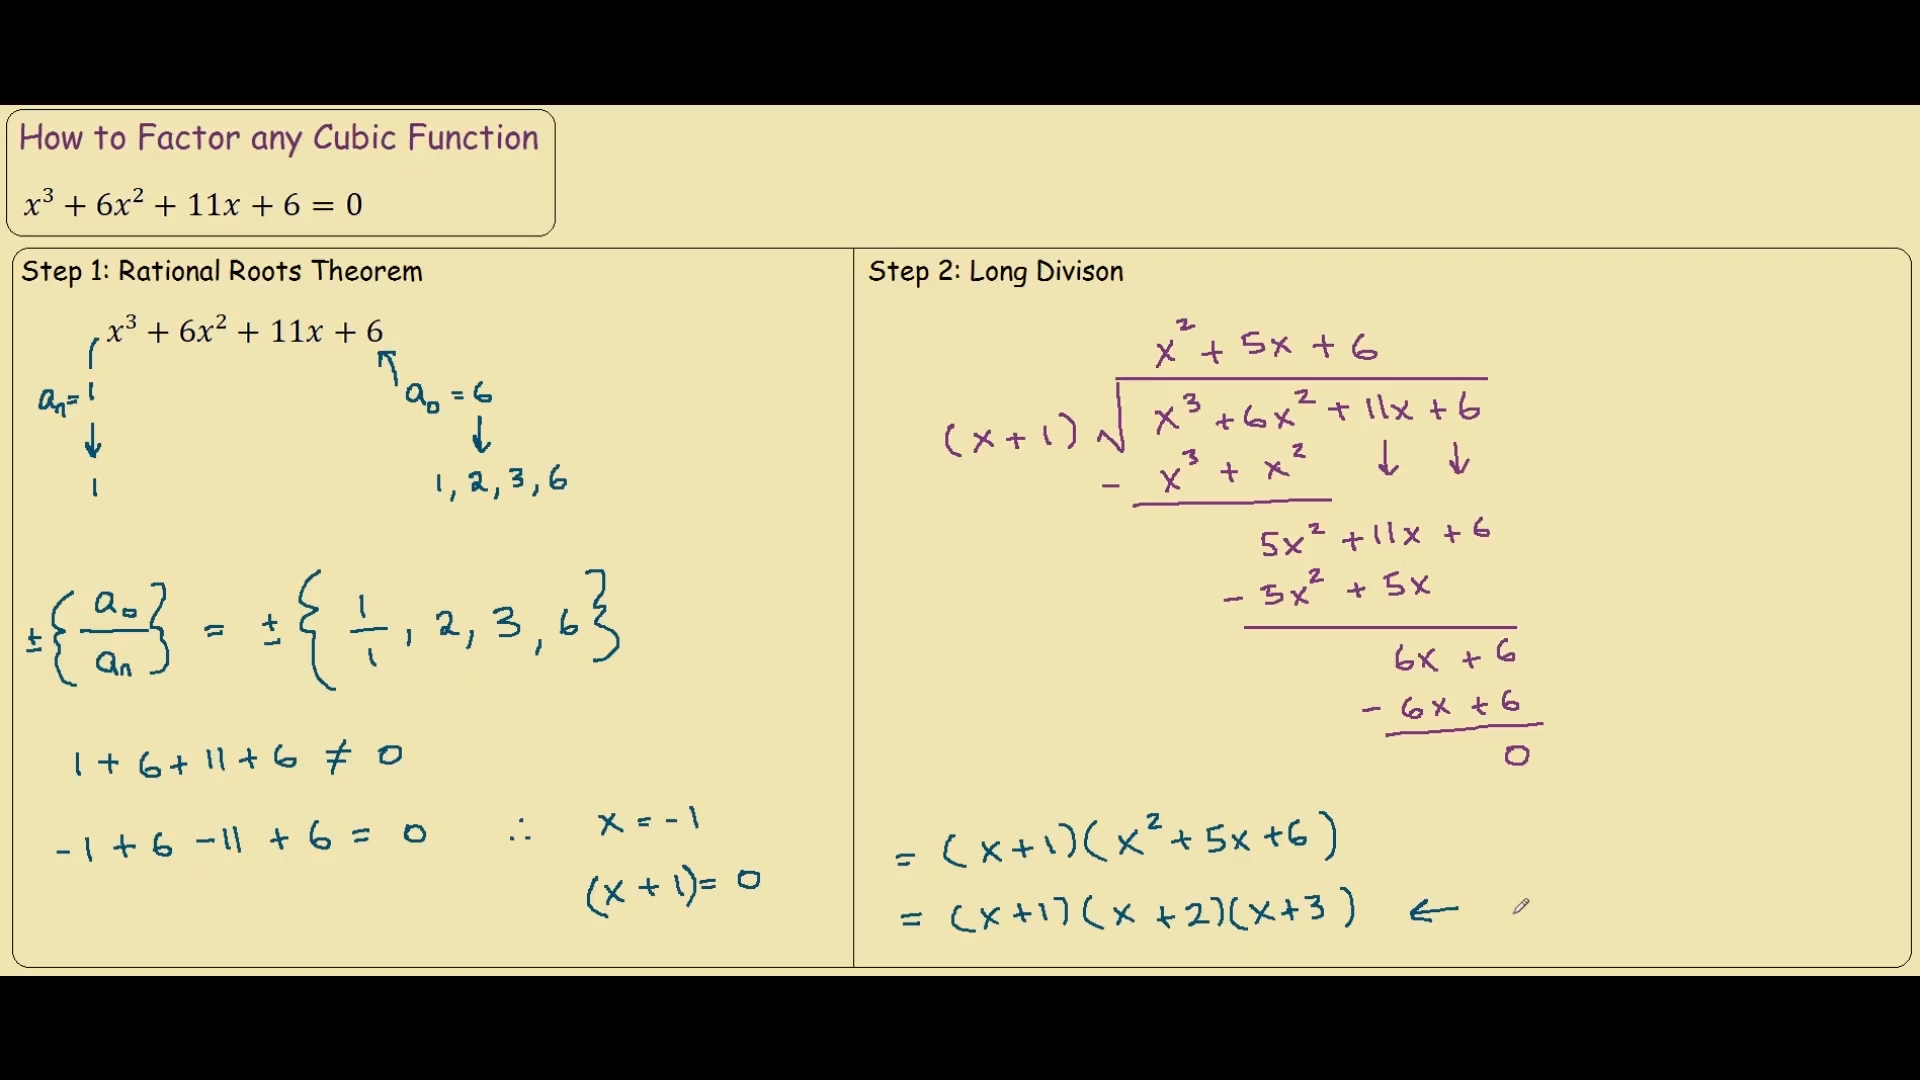 How to Factor any Cubic Function
x³ + 6x² + 11x + 6 = 0
Step 1: Rational Roots Theorem
x³ + 6x² + 11x + 6
aₙ = 1
a₀ = 6
1
1, 2, 3, 6
± {a₀/aₙ} = ± {1/1, 2, 3, 6}
1 + 6 + 11 + 6 ≠ 0
-1 + 6 - 11 + 6 = 0 ∴ x = -1
(x + 1) = 0
Step 2: Long Divison
x² + 5x + 6
(x + 1) √ x³ + 6x² + 11x + 6
- x³ + x² ↓ ↓
5x² + 11x + 6
- 5x² + 5x
6x + 6
- 6x + 6
0
= (x + 1)(x² + 5x + 6)
= (x + 1)(x + 2)(x + 3) ←